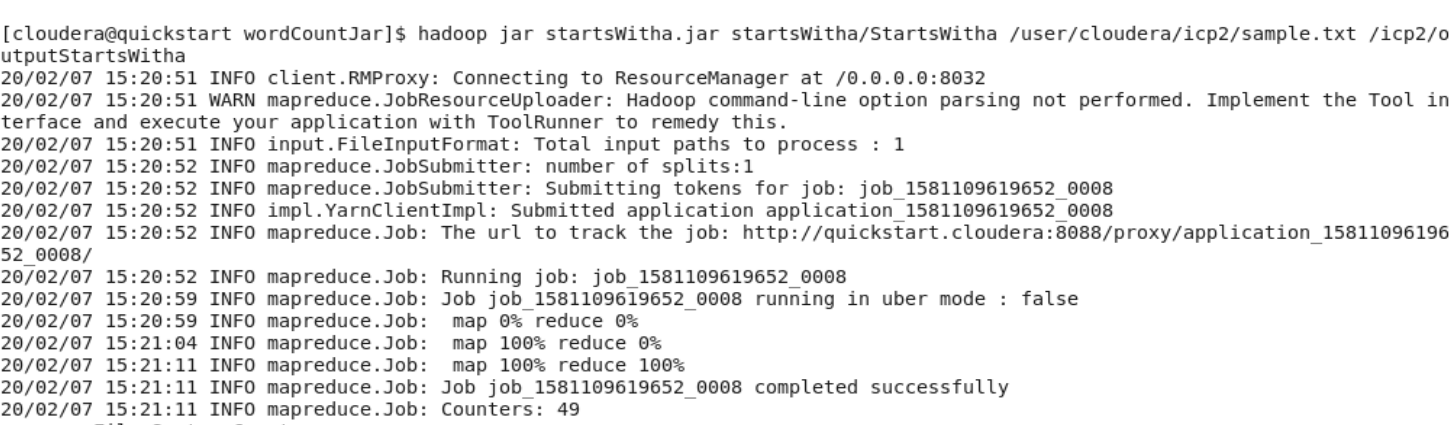 [cloudera@quickstart wordCountJar]$ hadoop jar startsWitha.jar startsWitha/StartsWitha /user/cloudera/icp2/sample.txt /icp2/o
utputStartsWitha
20/02/07 15:20:51 INFO client.RMProxy: Connecting to ResourceManager at /0.0.0.0:8032
20/02/07 15:20:51 WARN mapreduce.JobResourceUploader: Hadoop command-line option parsing not performed. Implement the Tool in
terface and execute your application with ToolRunner to remedy this.
20/02/07 15:20:51 INFO input.FileInputFormat: Total input paths to process : 1
20/02/07 15:20:52 INFO mapreduce.JobSubmitter: number of splits:1
20/02/07 15:20:52 INFO mapreduce.JobSubmitter: Submitting tokens for job: job_1581109619652_0008
20/02/07 15:20:52 INFO impl.YarnClientImpl: Submitted application application_1581109619652_0008
20/02/07 15:20:52 INFO mapreduce.Job: The url to track the job: http://quickstart.cloudera:8088/proxy/application_15811096196
52_0008/
20/02/07 15:20:52 INFO mapreduce.Job: Running job: job_1581109619652_0008
20/02/07 15:20:59 INFO mapreduce.Job: Job job_1581109619652_0008 running in uber mode : false
20/02/07 15:20:59 INFO mapreduce.Job:  map 0% reduce 0%
20/02/07 15:21:04 INFO mapreduce.Job:  map 100% reduce 0%
20/02/07 15:21:11 INFO mapreduce.Job:  map 100% reduce 100%
20/02/07 15:21:11 INFO mapreduce.Job: Job job_1581109619652_0008 completed successfully
20/02/07 15:21:11 INFO mapreduce.Job: Counters: 49